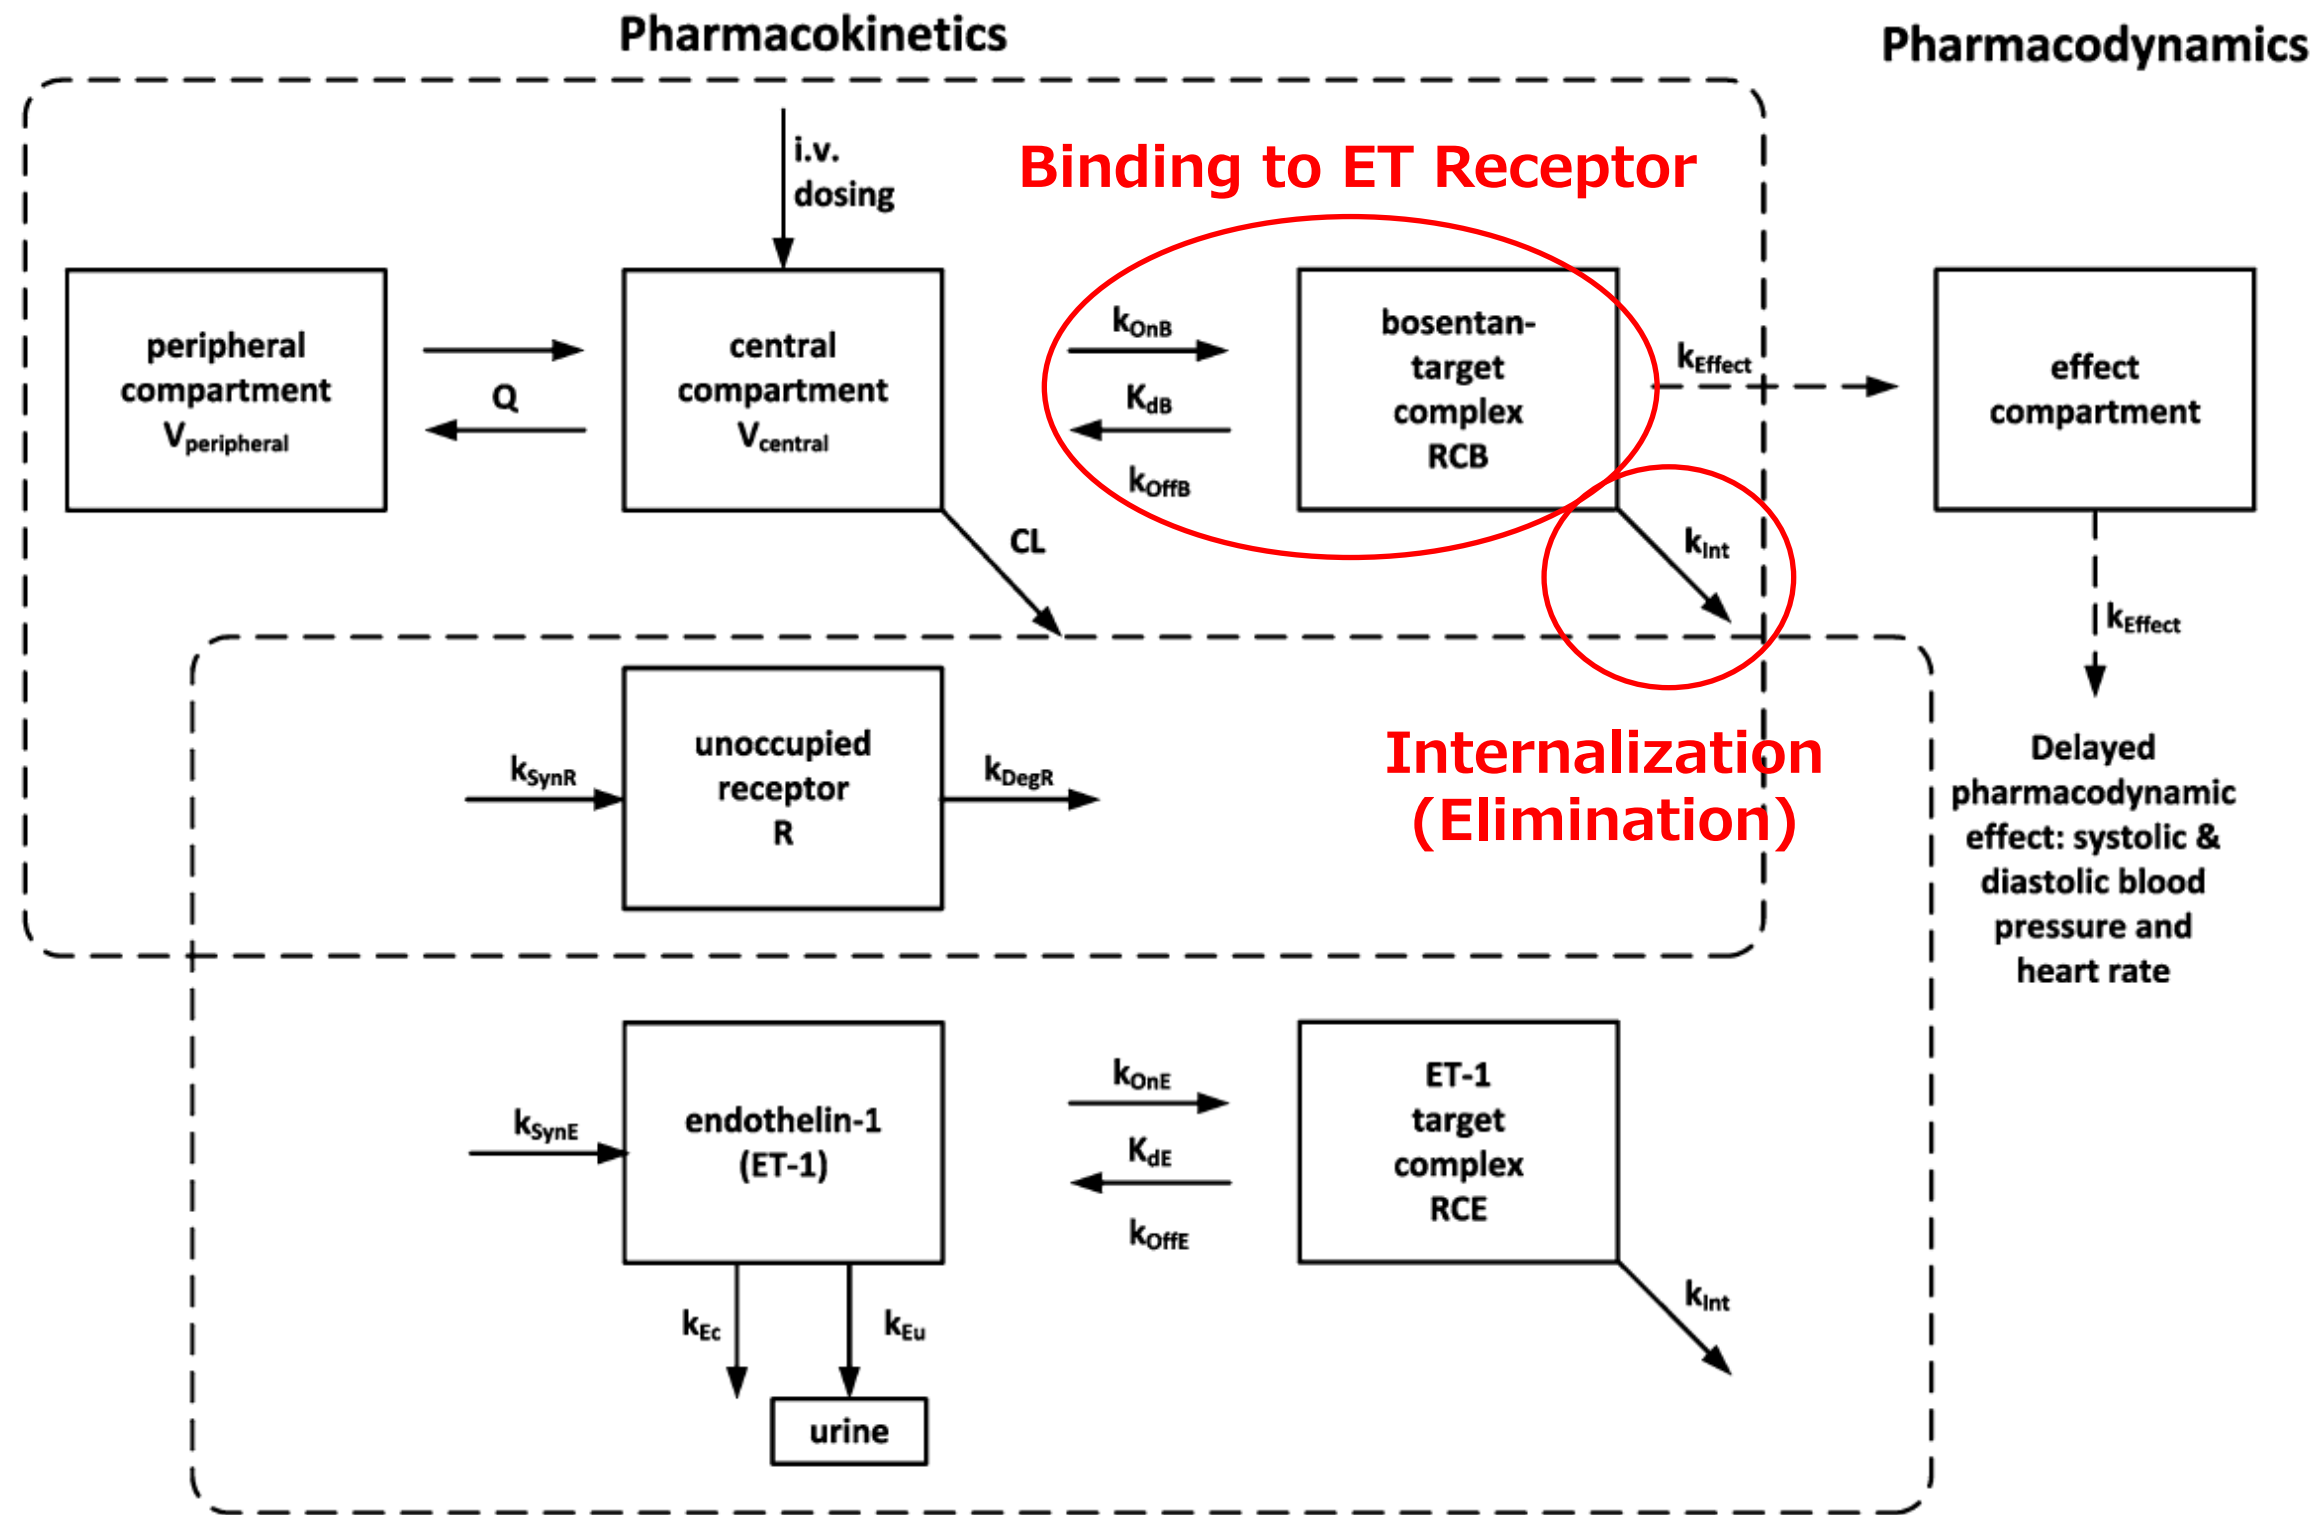 Pharmacokinetics
Pharmacodynamics
i.v.
dosing
Binding to ET Receptor
peripheral
compartment
Vperipheral
Q
central
compartment
Vcentral
CL
kOnB
KdB
kOffB
bosentan-
target
complex
RCB
kEffect
effect
compartment
kInt
kEffect
Internalization
(Elimination)
kSynR
unoccupied
receptor
R
kDegR
Delayed
pharmacodynamic
effect: systolic &
diastolic blood
pressure and
heart rate
kSynE
endothelin-1
(ET-1)
kOnE
KdE
kOffE
ET-1
target
complex
RCE
kInt
kEc
kEu
urine